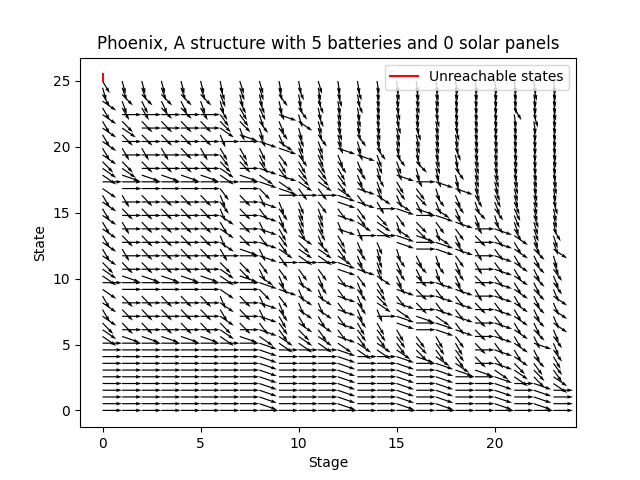 Phoenix, A structure with 5 batteries and 0 solar panels
Unreachable states
25
20
15
10
5
0
State
0 5 10 15 20
Stage